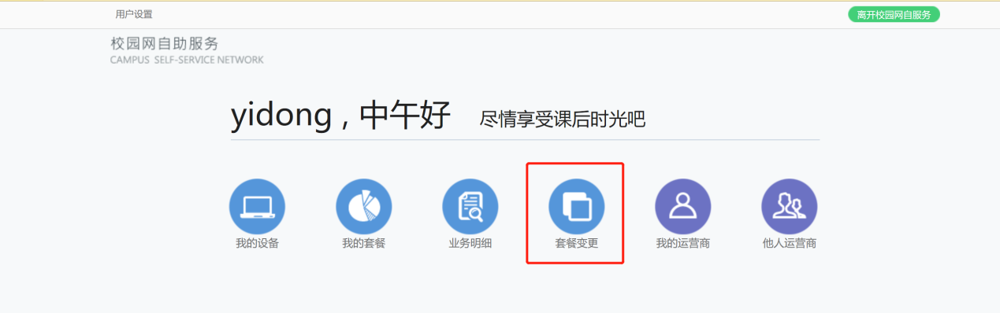 用户设置
离开校园网自服务
校园网自助服务
CAMPUS SELF-SERVICE NETWORK
yidong , 中午好 尽情享受课后时光吧
我的设备 我的套餐 业务明细 套餐变更 我的运营商 他人运营商